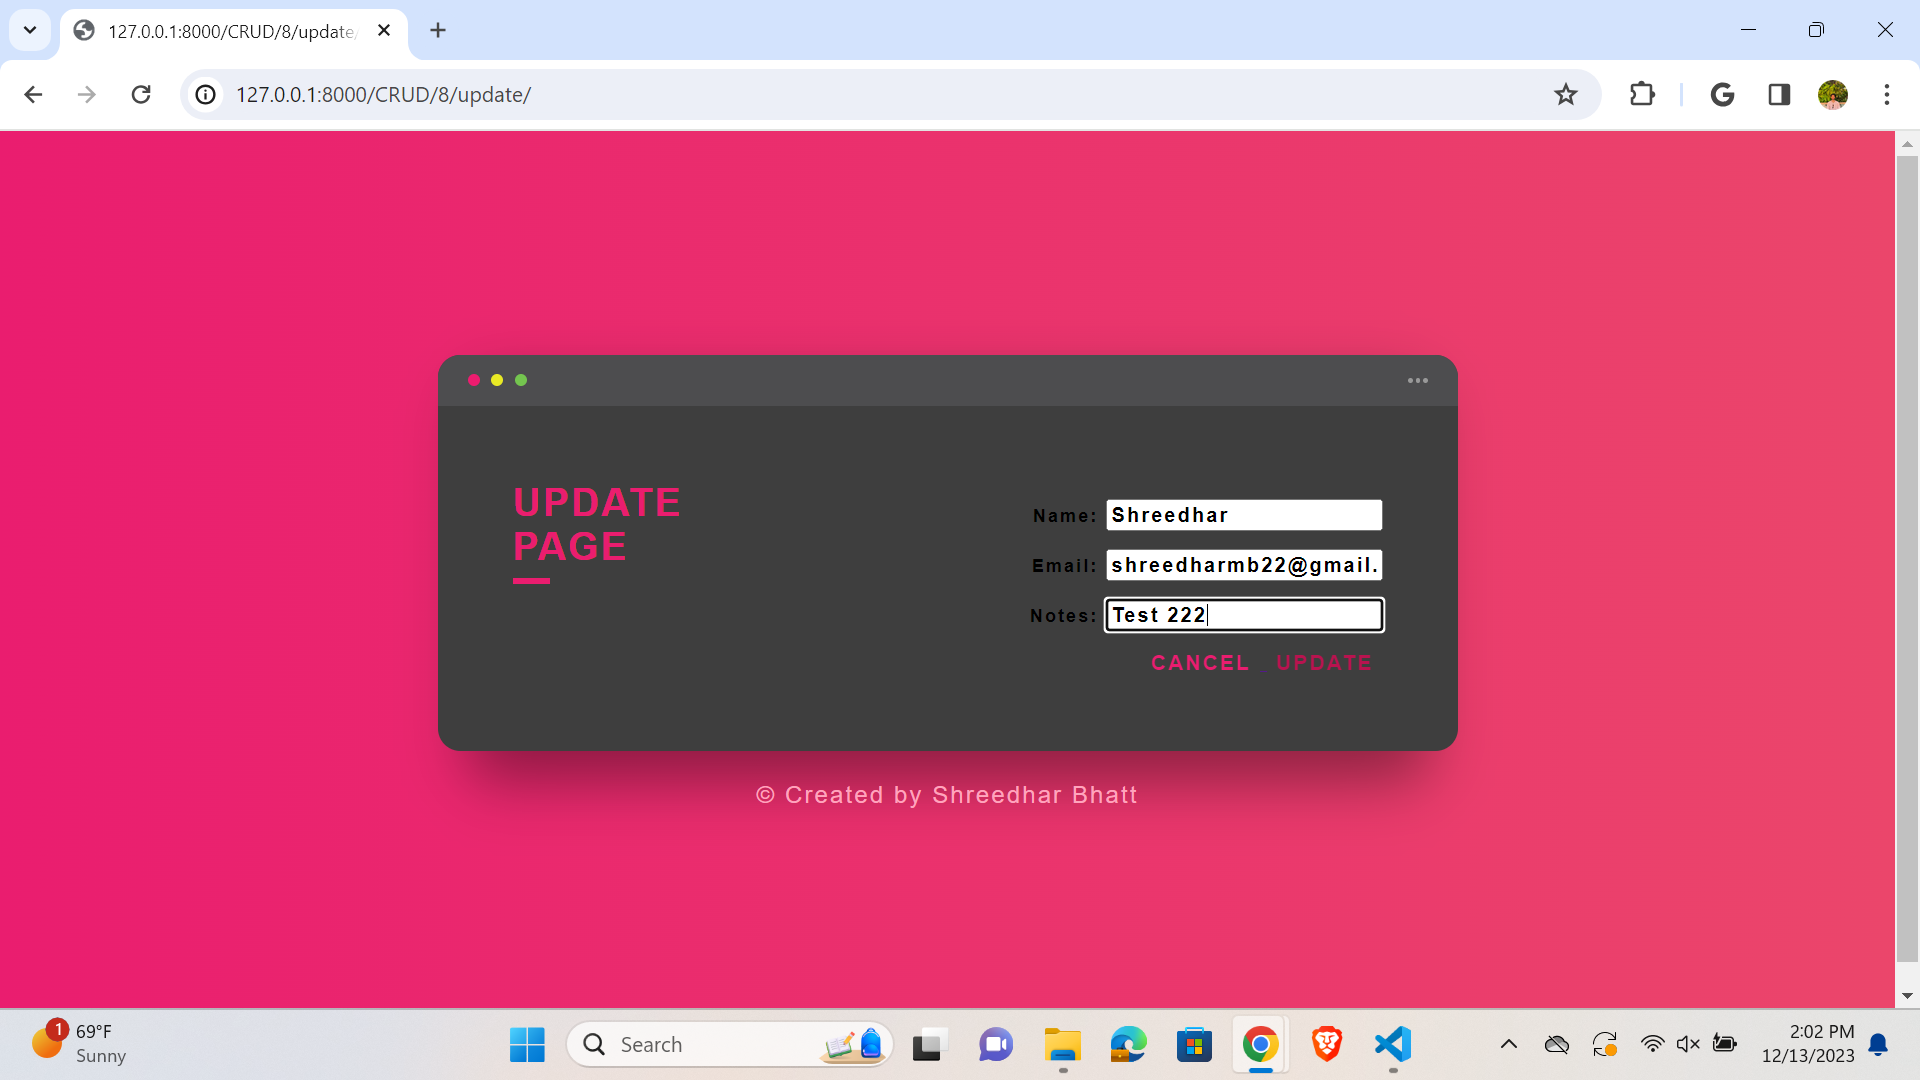 127.0.0.1:8000/CRUD/8/update/
127.0.0.1:8000/CRUD/8/update/
UPDATE
PAGE
Name: Shreedhar
Email: shreedharmb22@gmail.
Notes: Test 222
CANCEL UPDATE
© Created by Shreedhar Bhatt
1
69°F
Sunny
Search
2:02 PM
12/13/2023